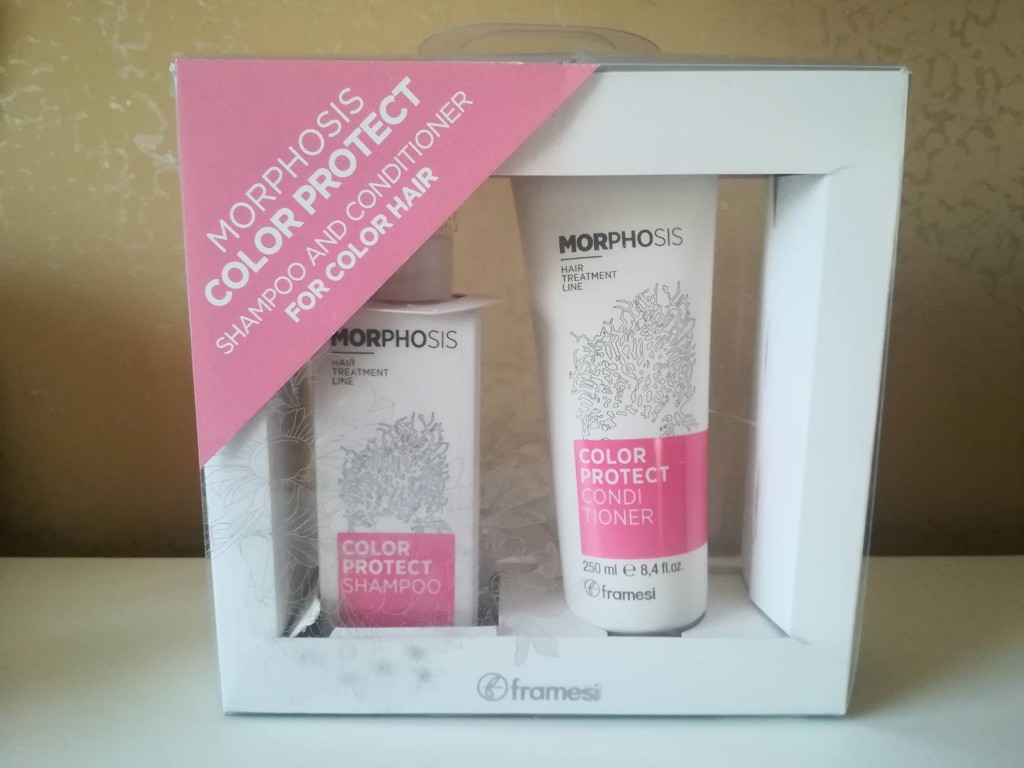 MORPHOSIS
COLOR PROTECT
SHAMPOO AND CONDITIONER
FOR COLOR HAIR
MORPHOSIS
HAIR
TREATMENT
LINE
COLOR
PROTECT
SHAMPOO
MORPHOSIS
HAIR
TREATMENT
LINE
COLOR
PROTECT
CONDI
TIONER
250 ml ℮ 8,4 fl.oz.
framesi
framesi